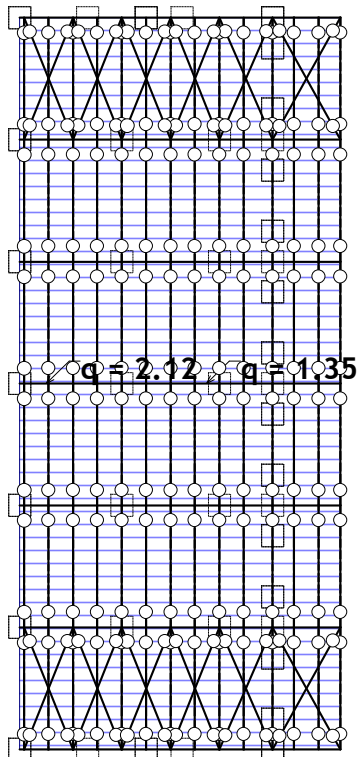 q = 2.12 q = 1.35